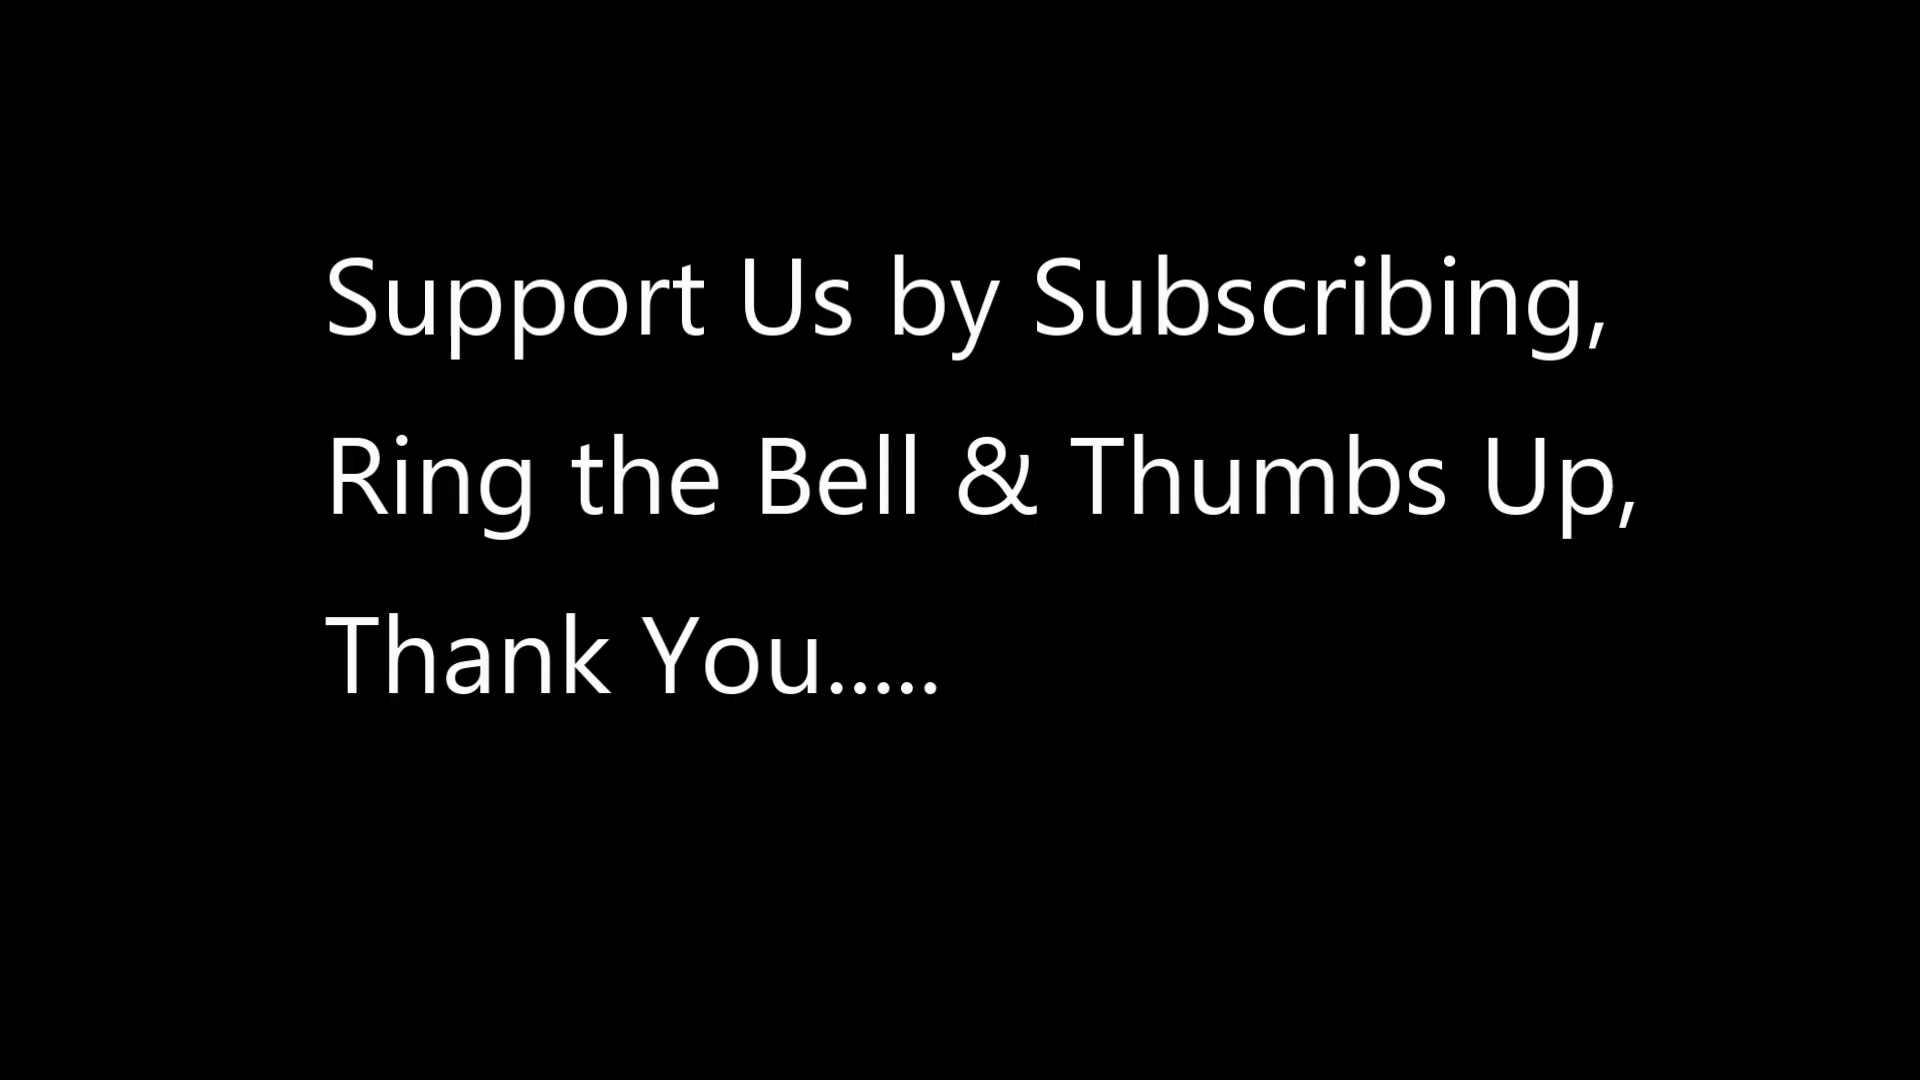 Support Us by Subscribing,
Ring the Bell & Thumbs Up,
Thank You.....